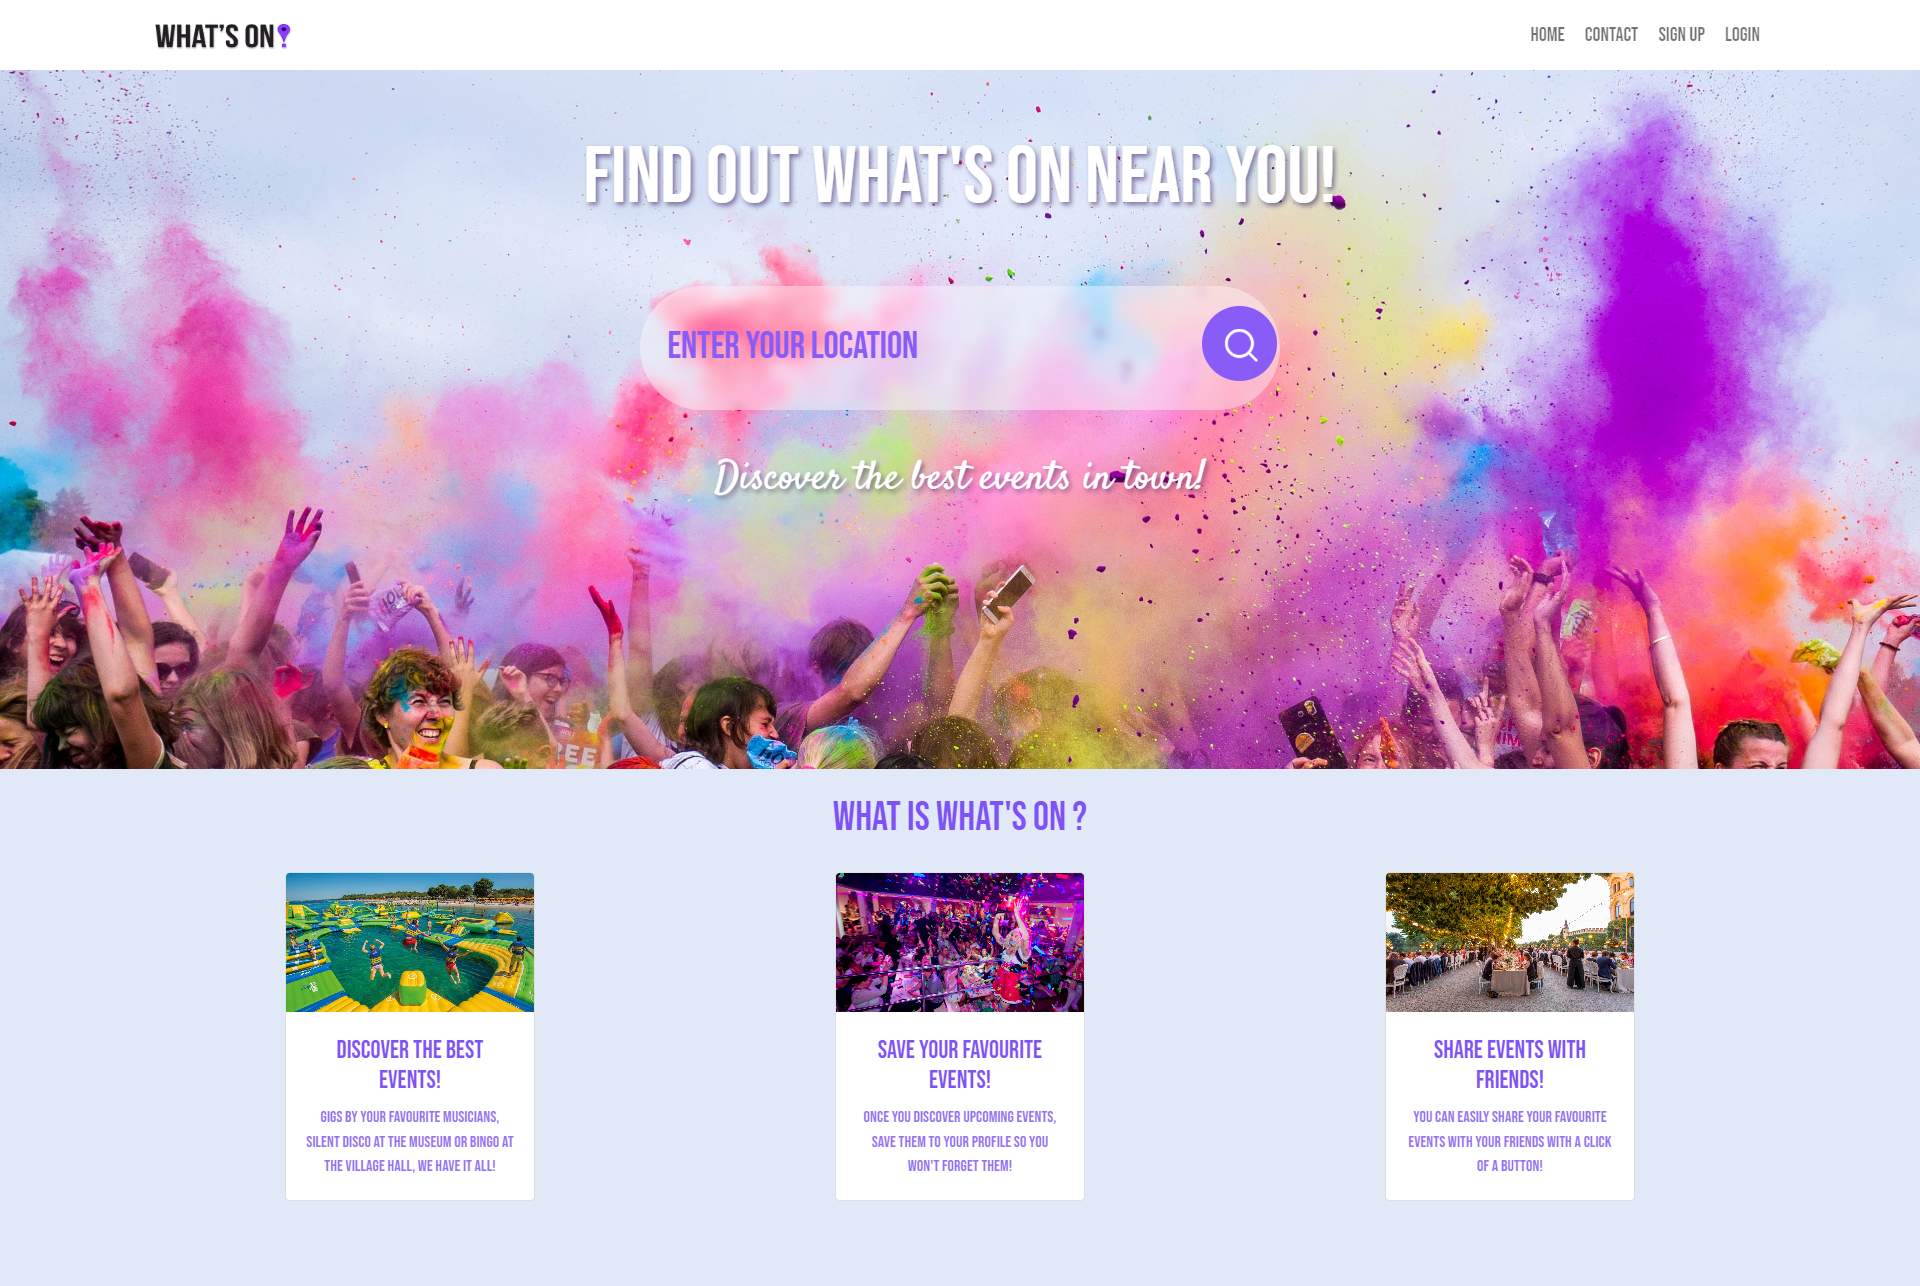 WHAT'S ON!
HOME CONTACT SIGN UP LOGIN
FIND OUT WHAT'S ON NEAR YOU!
ENTER YOUR LOCATION
Discover the best events in town!
WHAT IS WHAT'S ON ?
DISCOVER THE BEST
EVENTS!
GIGS BY YOUR FAVOURITE MUSICIANS,
SILENT DISCO AT THE MUSEUM OR BINGO AT
THE VILLAGE HALL, WE HAVE IT ALL!
SAVE YOUR FAVOURITE
EVENTS!
ONCE YOU DISCOVER UPCOMING EVENTS,
SAVE THEM TO YOUR PROFILE SO YOU
WON'T FORGET THEM!
SHARE EVENTS WITH
FRIENDS!
YOU CAN EASILY SHARE YOUR FAVOURITE
EVENTS WITH YOUR FRIENDS WITH A CLICK
OF A BUTTON!